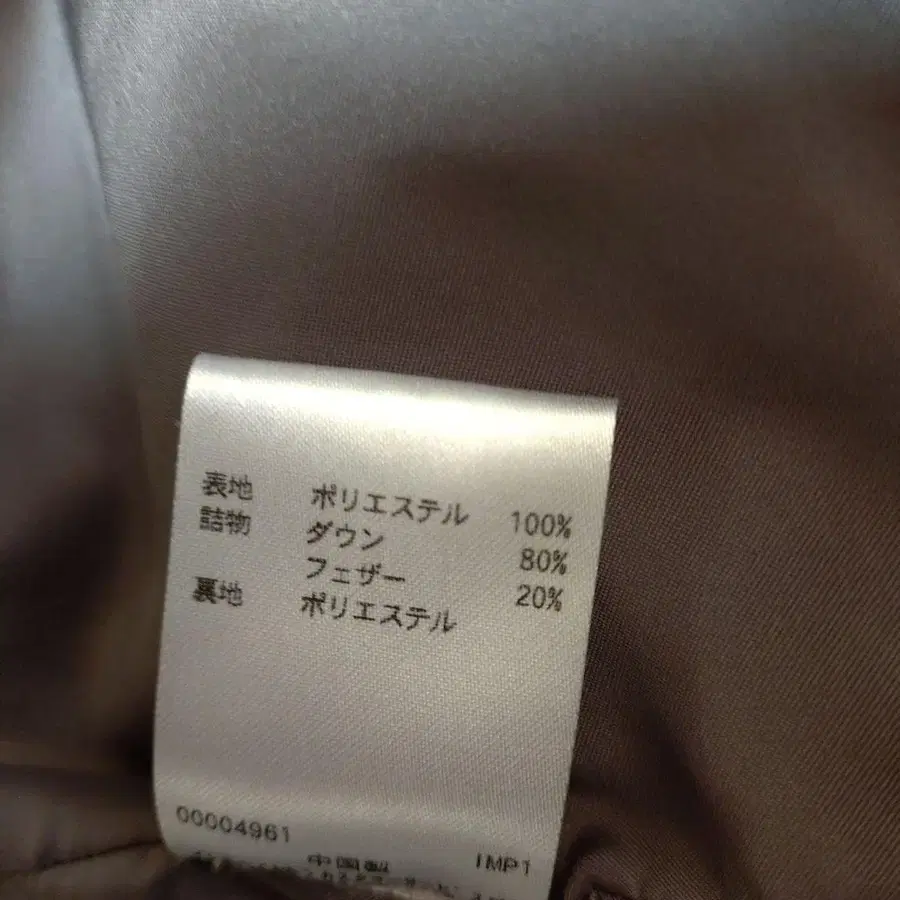 表地 ポリエステル 100%
詰物 ダウン 80%
フェザー 20%
裏地 ポリエステル
00004961
中国製 IMP1